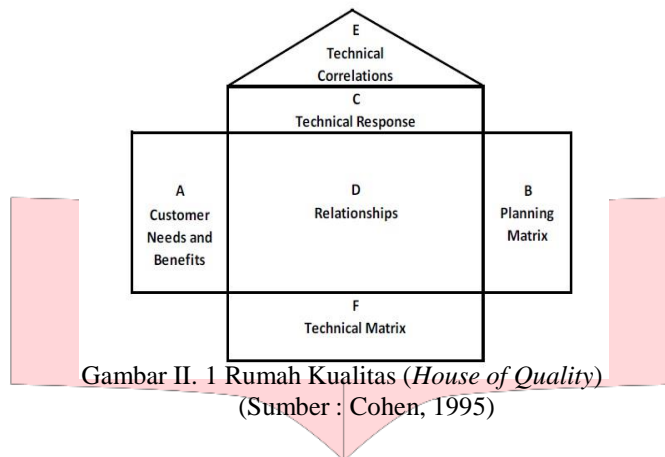 E
Technical
Correlations
C
Technical Response
A
Customer
Needs and
Benefits
D
Relationships
B
Planning
Matrix
F
Technical Matrix
Gambar II. 1 Rumah Kualitas (House of Quality)
(Sumber : Cohen, 1995)